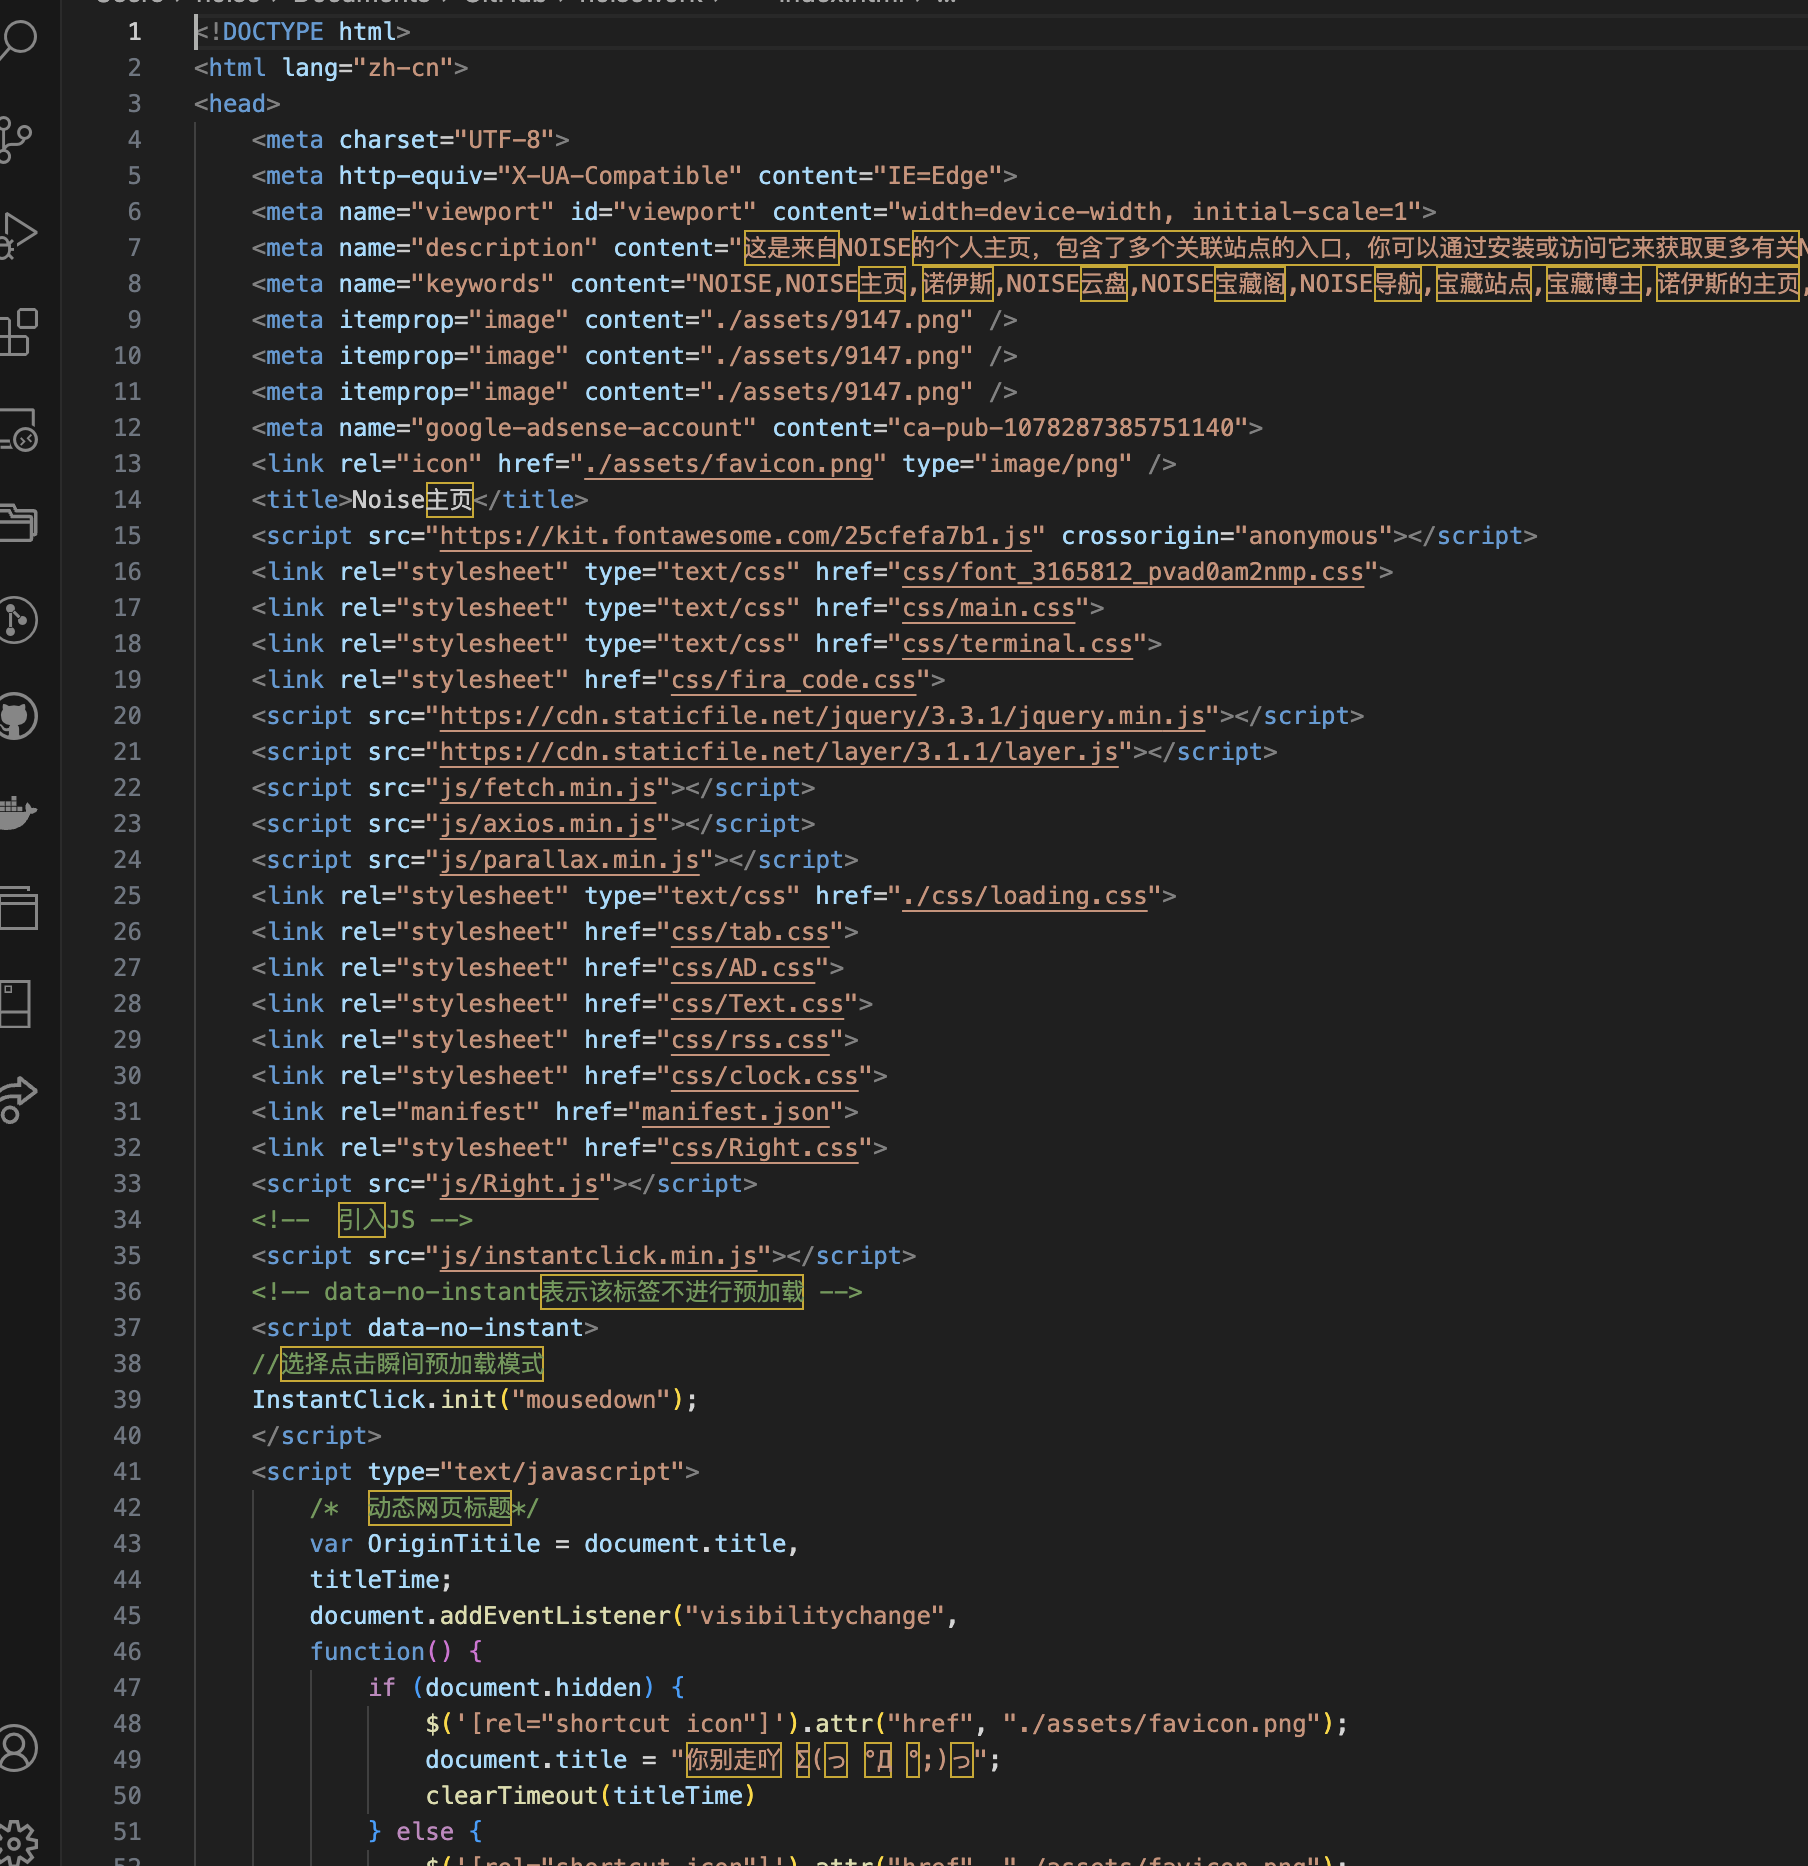 1 <!DOCTYPE html>
2 <html lang="zh-cn">
3 <head>
4 <meta charset="UTF-8">
5 <meta http-equiv="X-UA-Compatible" content="IE=Edge">
6 <meta name="viewport" id="viewport" content="width=device-width, initial-scale=1">
7 <meta name="description" content="这是来自NOISE的个人主页，包含了多个关联站点的入口，你可以通过安装或访问它来获取更多有关
8 <meta name="keywords" content="NOISE,NOISE主页,诺伊斯,NOISE云盘,NOISE宝藏阁,NOISE导航,宝藏站点,宝藏博主,诺伊斯的主页,
9 <meta itemprop="image" content="./assets/9147.png" />
10 <meta itemprop="image" content="./assets/9147.png" />
11 <meta itemprop="image" content="./assets/9147.png" />
12 <meta name="google-adsense-account" content="ca-pub-1078287385751140">
13 <link rel="icon" href="./assets/favicon.png" type="image/png" />
14 <title>Noise主页</title>
15 <script src="https://kit.fontawesome.com/25cfefa7b1.js" crossorigin="anonymous"></script>
16 <link rel="stylesheet" type="text/css" href="css/font_3165812_pvad0am2nmp.css">
17 <link rel="stylesheet" type="text/css" href="css/main.css">
18 <link rel="stylesheet" type="text/css" href="css/terminal.css">
19 <link rel="stylesheet" href="css/fira_code.css">
20 <script src="https://cdn.staticfile.net/jquery/3.3.1/jquery.min.js"></script>
21 <script src="https://cdn.staticfile.net/layer/3.1.1/layer.js"></script>
22 <script src="js/fetch.min.js"></script>
23 <script src="js/axios.min.js"></script>
24 <script src="js/parallax.min.js"></script>
25 <link rel="stylesheet" type="text/css" href="./css/loading.css">
26 <link rel="stylesheet" href="css/tab.css">
27 <link rel="stylesheet" href="css/AD.css">
28 <link rel="stylesheet" href="css/Text.css">
29 <link rel="stylesheet" href="css/rss.css">
30 <link rel="stylesheet" href="css/clock.css">
31 <link rel="manifest" href="manifest.json">
32 <link rel="stylesheet" href="css/Right.css">
33 <script src="js/Right.js"></script>
34 <!--  引入JS -->
35 <script src="js/instantclick.min.js"></script>
36 <!-- data-no-instant表示该标签不进行预加载 -->
37 <script data-no-instant>
38 //选择点击瞬间预加载模式
39 InstantClick.init("mousedown");
40 </script>
41 <script type="text/javascript">
42 /*  动态网页标题*/
43 var OriginTitile = document.title,
44 titleTime;
45 document.addEventListener("visibilitychange",
46 function() {
47 if (document.hidden) {
48 $('[rel="shortcut icon"]').attr("href", "./assets/favicon.png");
49 document.title = "你别走吖 Σ(っ °Д °;)っ";
50 clearTimeout(titleTime)
51 } else {
52 $('[rel="shortcut icon"]').attr("href", "./assets/favicon.png");